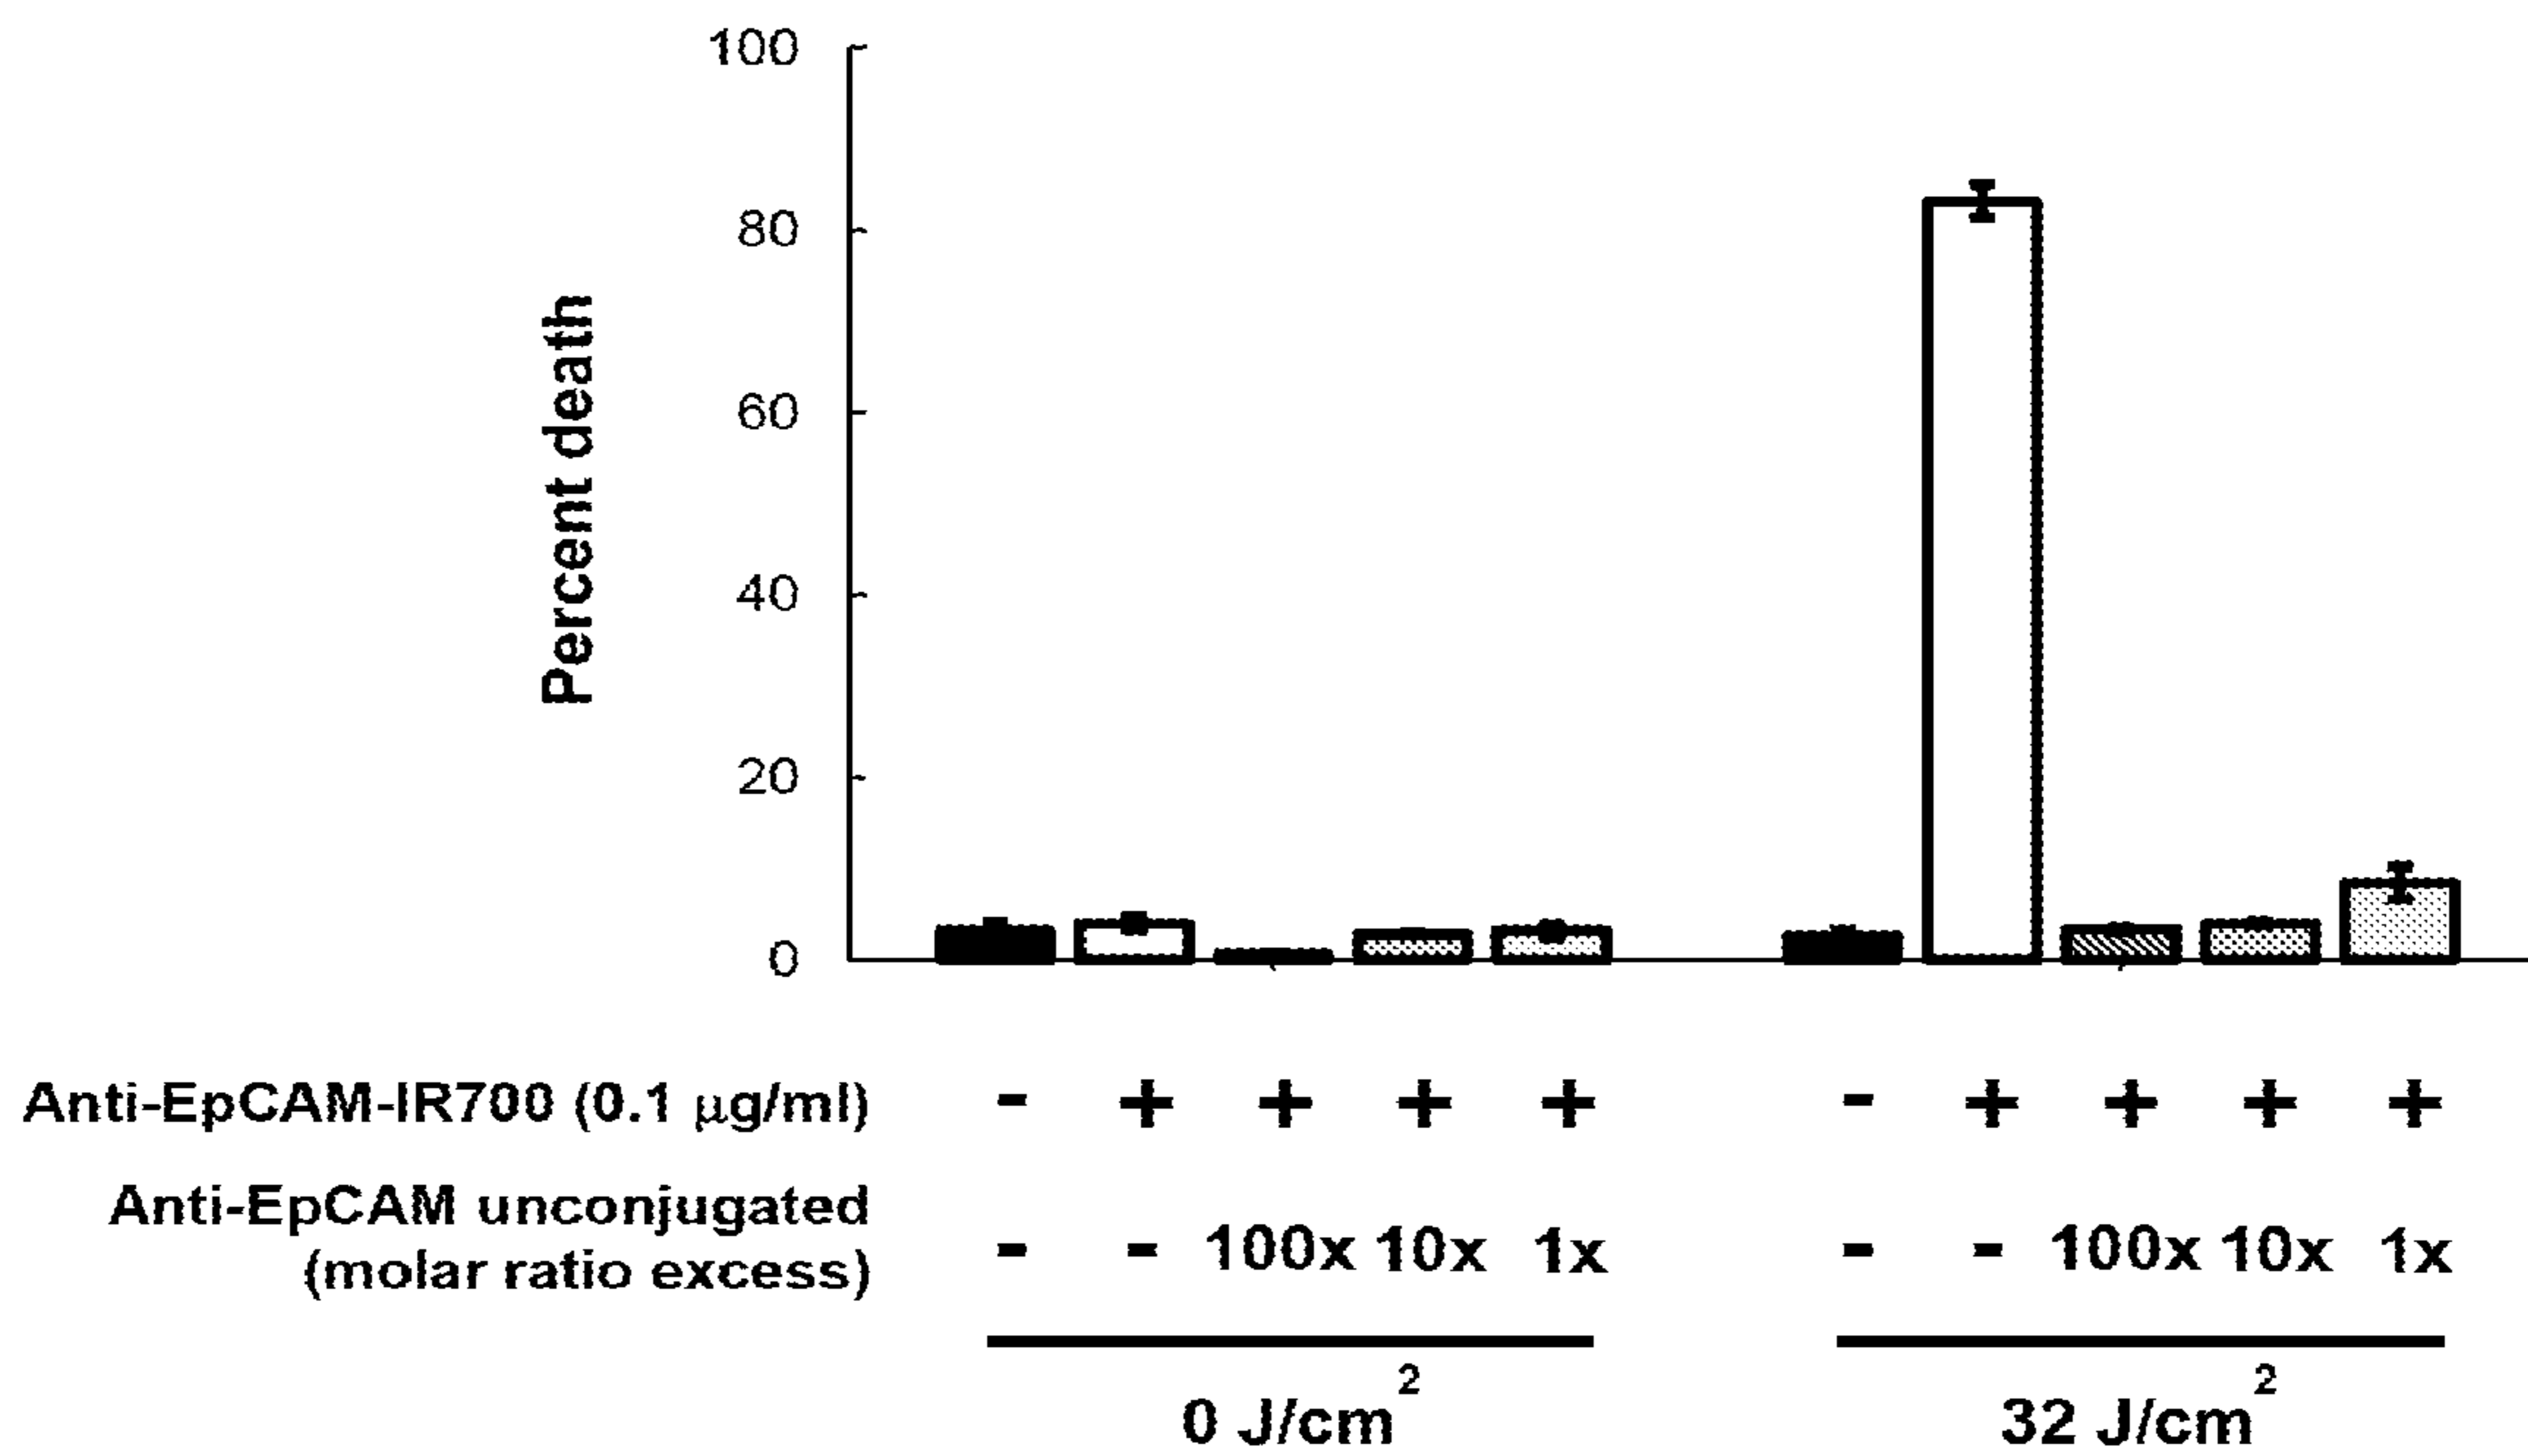 100
80
60
40
20
0
Percent death
Anti-EpCAM-IR700 (0.1 μg/ml) - + + + + - + + + +
Anti-EpCAM unconjugated
(molar ratio excess) - - 100x 10x 1x - - 100x 10x 1x
0 J/cm² 32 J/cm²